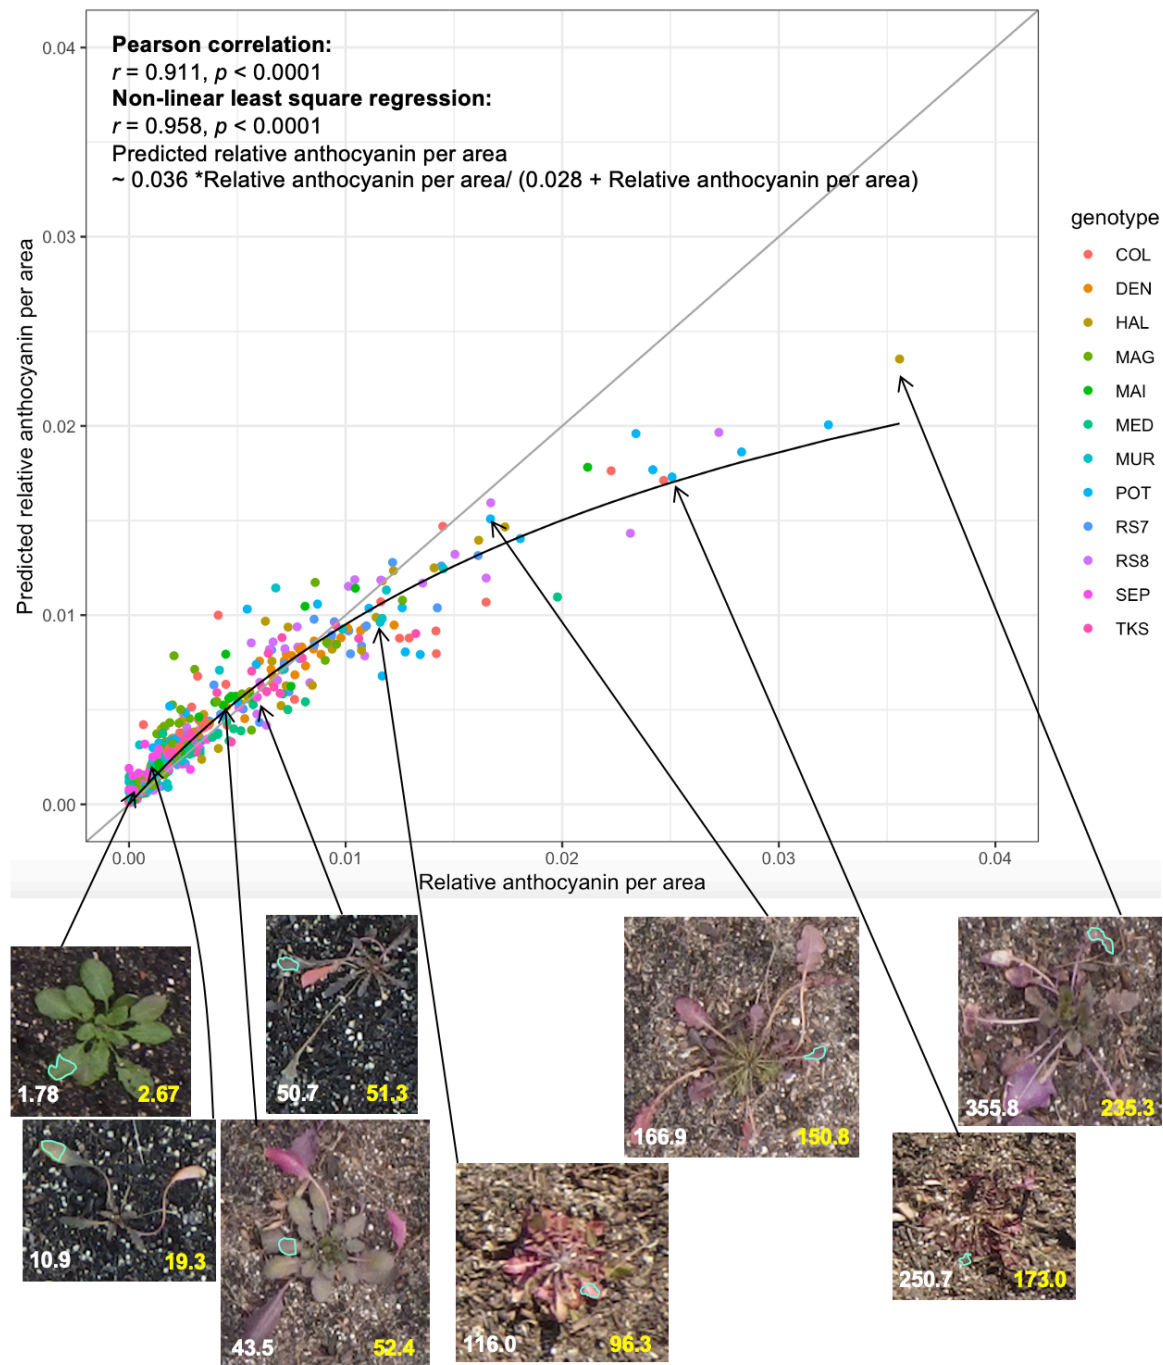 Pearson correlation:
r = 0.911, p < 0.0001
Non-linear least square regression:
r = 0.958, p < 0.0001
Predicted relative anthocyanin per area
~ 0.036 *Relative anthocyanin per area/ (0.028 + Relative anthocyanin per area)
Predicted relative anthocyanin per area
0.04
0.03
0.02
0.01
0.00
0.00 0.01 0.02 0.03 0.04
Relative anthocyanin per area
genotype
COL
DEN
HAL
MAG
MAI
MED
MUR
POT
RS7
RS8
SEP
TKS
1.78 2.67
50.7 51.3
166.9 150.8
355.8 235.3
10.9 19.3
43.5 52.4
116.0 96.3
250.7 173.0